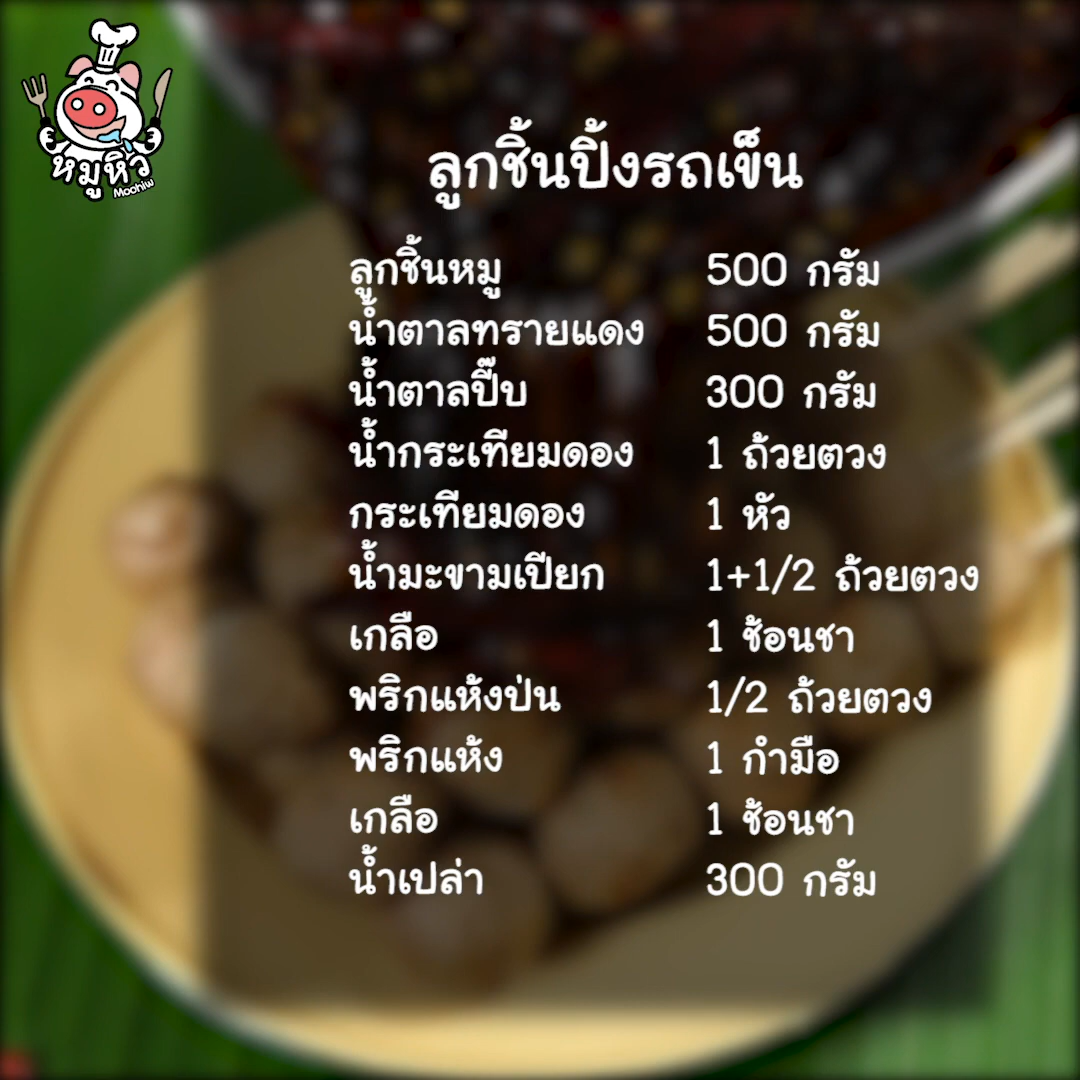 หมูหิว
Moohiw
ลูกชิ้นปิ้งรถเข็น
ลูกชิ้นหมู 500 กรัม
น้ำตาลทรายแดง 500 กรัม
น้ำตาลปี๊บ 300 กรัม
น้ำกระเทียมดอง 1 ถ้วยตวง
กระเทียมดอง 1 หัว
น้ำมะขามเปียก 1+1/2 ถ้วยตวง
เกลือ 1 ช้อนชา
พริกแห้งป่น 1/2 ถ้วยตวง
พริกแห้ง 1 กำมือ
เกลือ 1 ช้อนชา
น้ำเปล่า 300 กรัม